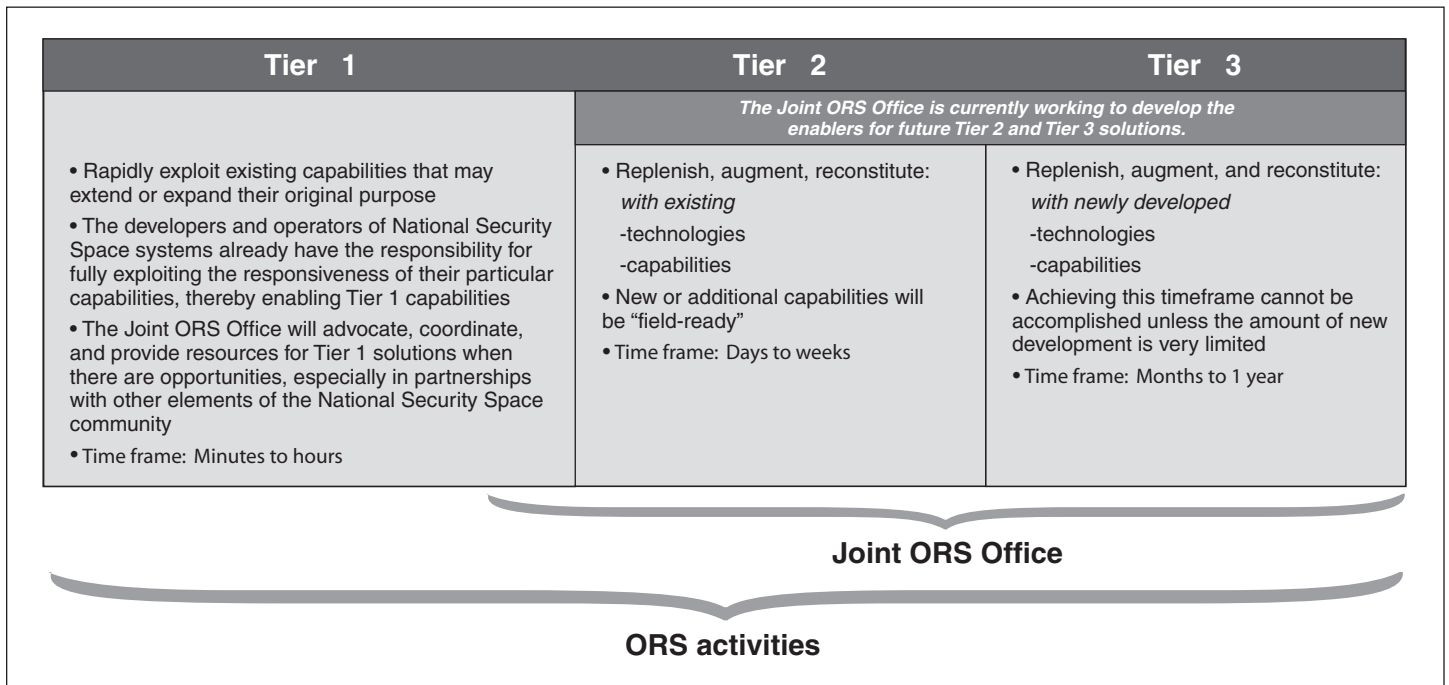 Tier 1
Tier 2
Tier 3
The Joint ORS Office is currently working to develop the
enablers for future Tier 2 and Tier 3 solutions.
• Rapidly exploit existing capabilities that may
extend or expand their original purpose
• The developers and operators of National Security
Space systems already have the responsibility for
fully exploiting the responsiveness of their particular
capabilities, thereby enabling Tier 1 capabilities
• The Joint ORS Office will advocate, coordinate,
and provide resources for Tier 1 solutions when
there are opportunities, especially in partnerships
with other elements of the National Security Space
community
• Time frame: Minutes to hours
• Replenish, augment, reconstitute:
with existing
-technologies
-capabilities
• New or additional capabilities will
be “field-ready”
• Time frame: Days to weeks
• Replenish, augment, and reconstitute:
with newly developed
-technologies
-capabilities
• Achieving this timeframe cannot be
accomplished unless the amount of new
development is very limited
• Time frame: Months to 1 year
Joint ORS Office
ORS activities